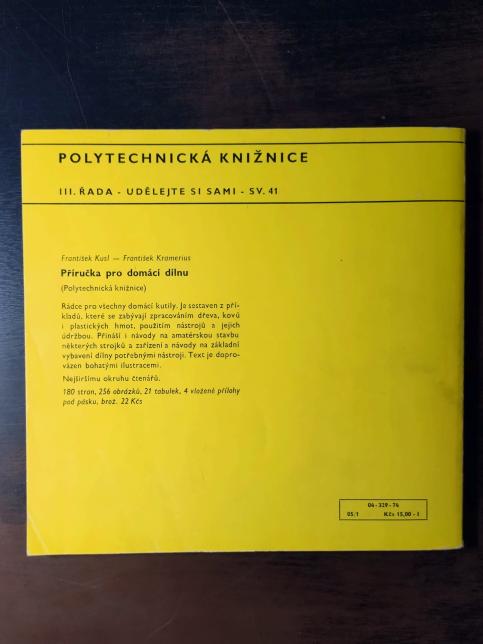 POLYTECHNICKÁ KNIŽNICE
III. ŘADA - UDĚLEJTE SI SAMI - SV. 41
František Kusl — František Kramerius
Příručka pro domácí dílnu
(Polytechnická knižnice)
Rádce pro všechny domácí kutily. Je sestaven z pří-
kladů, které se zabývají zpracováním dřeva, kovů
i plastických hmot, použitím nástrojů a jejich
údržbou. Přináší i návody na amatérskou stavbu
některých strojků a zařízení a návody na základní
vybavení dílny potřebnými nástroji. Text je dopro-
vázen bohatými ilustracemi.
Nejširšímu okruhu čtenářů.
180 stran, 256 obrázků, 21 tabulek, 4 vložené přílohy
pod pásku, brož. 22 Kčs
04 - 329 - 74
05/1 Kčs 15,00 - I